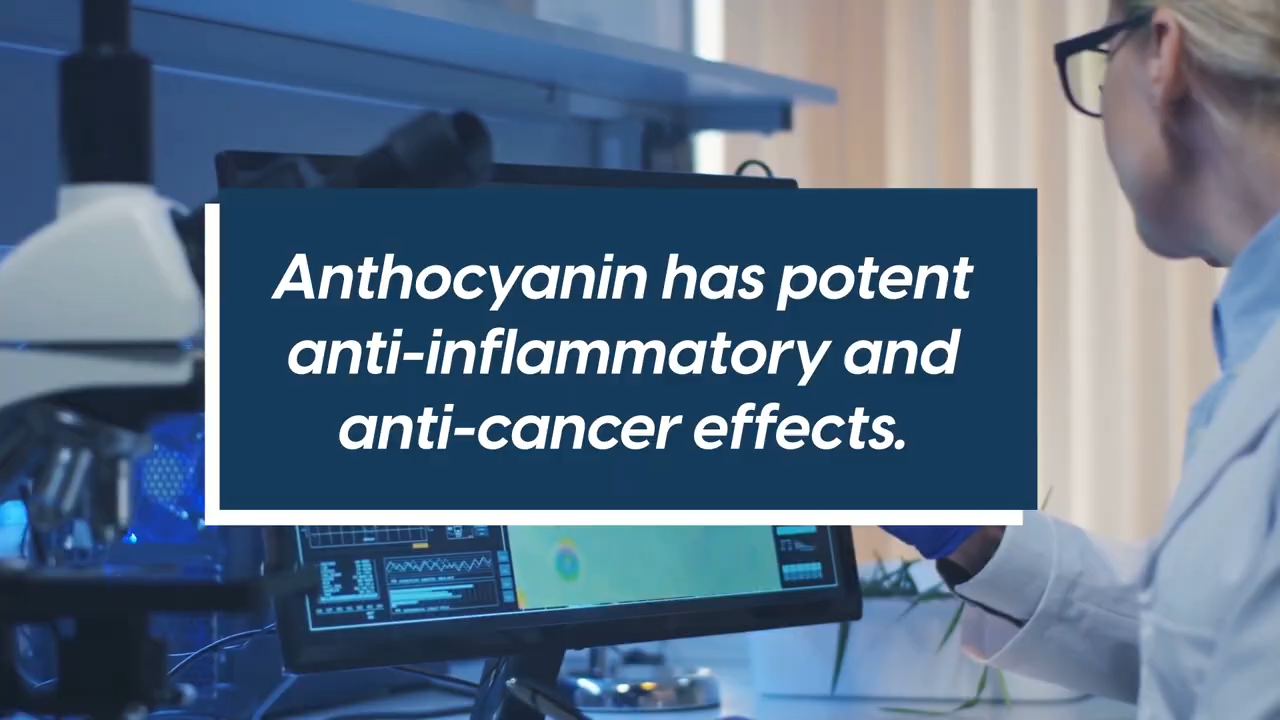 Anthocyanin has potent
anti-inflammatory and
anti-cancer effects.